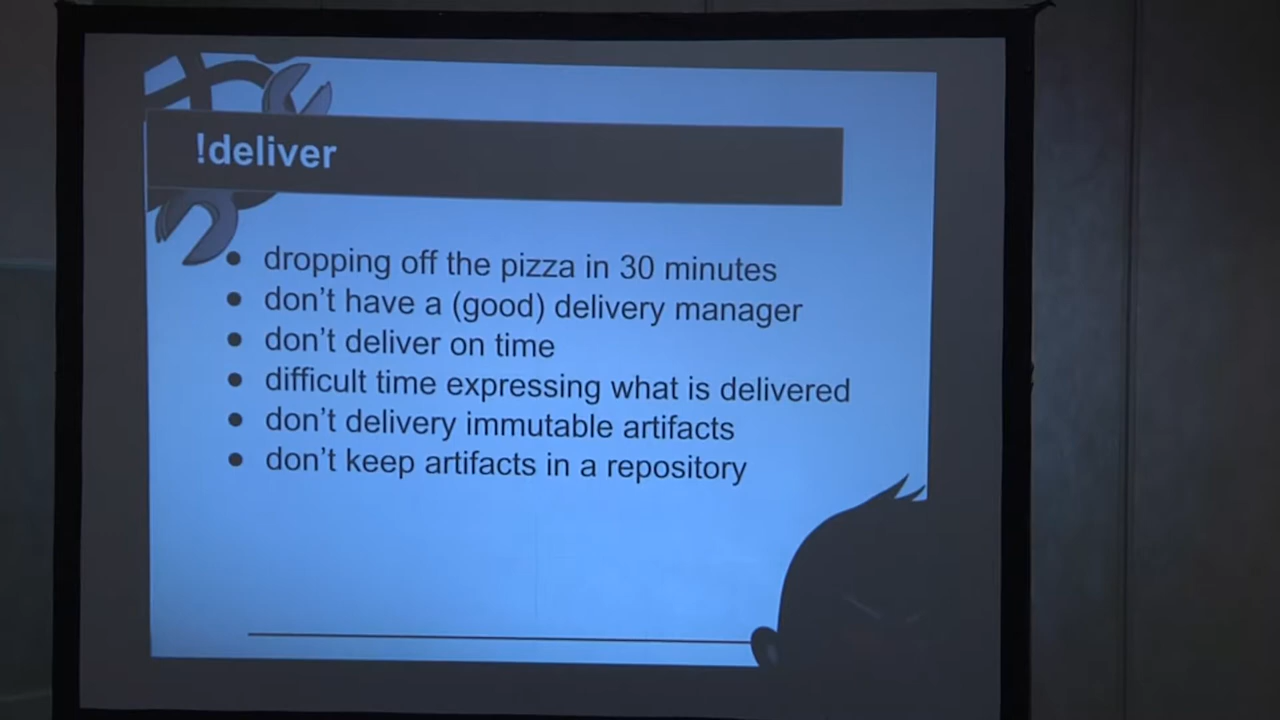 !deliver
● dropping off the pizza in 30 minutes
● don't have a (good) delivery manager
● don't deliver on time
● difficult time expressing what is delivered
● don't delivery immutable artifacts
● don't keep artifacts in a repository